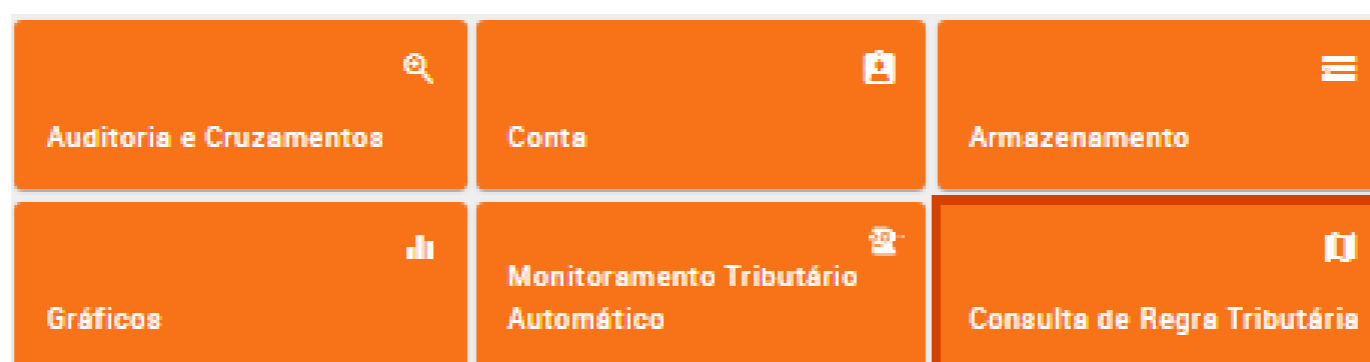 Auditoria e Cruzamentos
Conta
Armazenamento
Gráficos
Monitoramento Tributário
Automático
Consulta de Regra Tributária